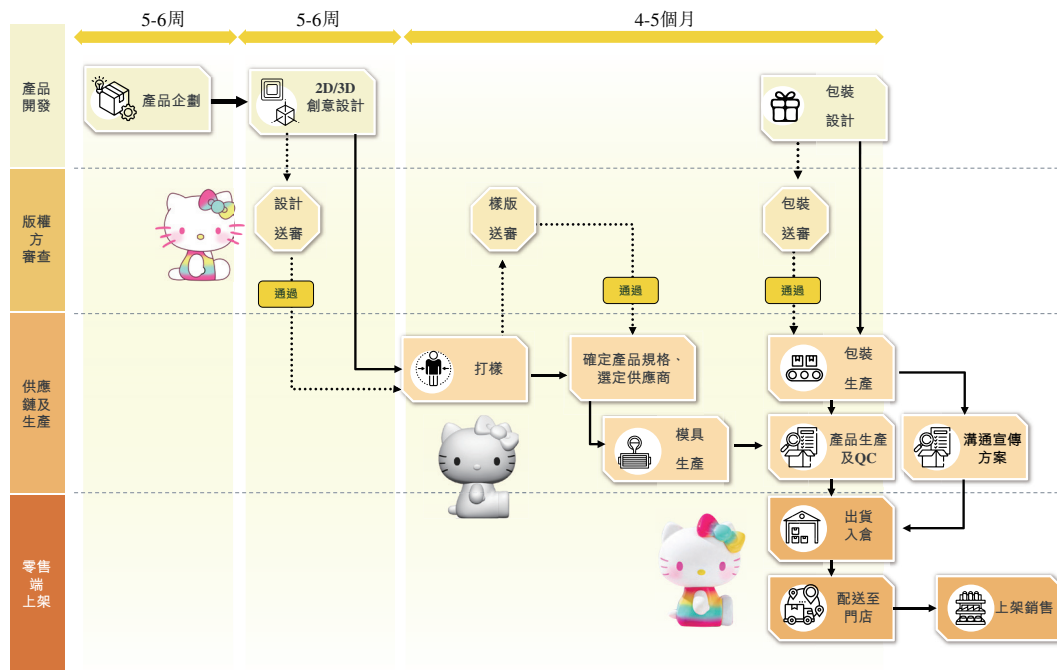 5-6周
5-6周
4-5個月
產品
開發
產品企劃
2D/3D
創意設計
包裝
設計
版權
方
審查
設計
送審
樣版
送審
包裝
送審
通過
通過
通過
供應
鏈及
生產
打樣
確定產品規格、
選定供應商
包裝
生產
模具
生產
產品生產
及QC
溝通宣傳
方案
零售
端
上架
出貨
入倉
配送至
門店
上架銷售